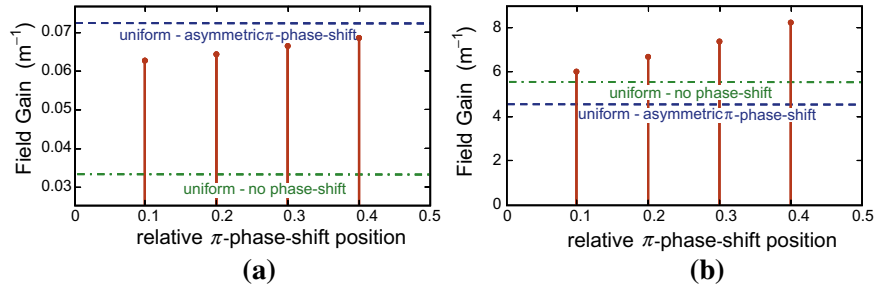 (a)
Field Gain (m⁻¹)
0.07
0.06
0.05
0.04
0.03
uniform - asymmetricπ-phase-shift
uniform - no phase-shift
0 0.1 0.2 0.3 0.4 0.5
relative π-phase-shift position
(a)
(b)
Field Gain (m⁻¹)
8
6
4
2
0
uniform - no phase-shift
uniform - asymmetricπ-phase-shift
0 0.1 0.2 0.3 0.4 0.5
relative π-phase-shift position
(b)